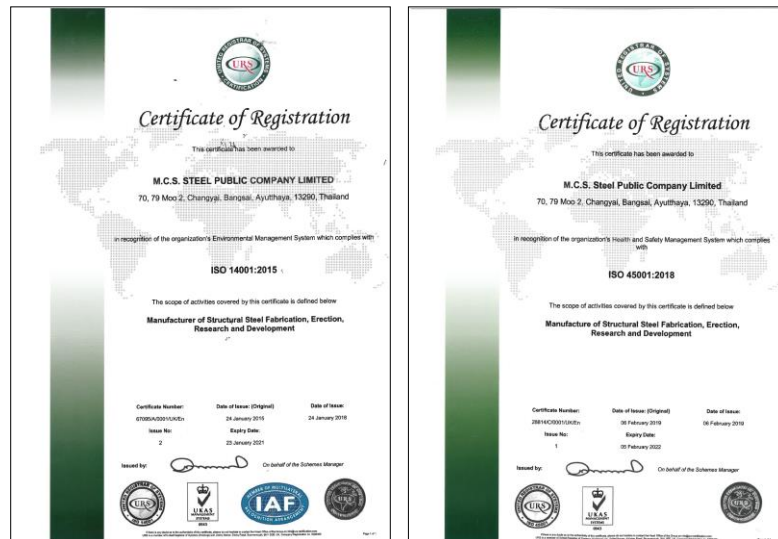 URS
Certificate of Registration
This certificate has been awarded to
M.C.S. STEEL PUBLIC COMPANY LIMITED
70, 79 Moo 2, Changyai, Bangsai, Ayutthaya, 13290, Thailand
in recognition of the organization's Environmental Management System which complies with
ISO 14001:2015
The scope of activities covered by this certificate is defined below
Manufacturer of Structural Steel Fabrication, Erection,
Research and Development
Certificate Number:
Date of Issue: (Original)
Date of Issue:
24 January 2015
24 January 2018
Issue No:
Expiry Date:
2
23 January 2021
Issued by:
On behalf of the Schemes Manager
URS
UKAS
MANAGEMENT
SYSTEMS
IAF
URS
URS
Certificate of Registration
This certificate has been awarded to
M.C.S. Steel Public Company Limited
70, 79 Moo 2, Changyai, Bangsai, Ayutthaya, 13290, Thailand
in recognition of the organization's Health and Safety Management System which complies
with
ISO 45001:2018
The scope of activities covered by this certificate is defined below
Manufacture of Structural Steel Fabrication, Erection,
Research and Development
Certificate Number:
Date of Issue: (Original)
Date of Issue:
06 February 2019
06 February 2019
Issue No:
Expiry Date:
1
05 February 2022
Issued by:
On behalf of the Schemes Manager
URS
UKAS
MANAGEMENT
SYSTEMS
URS